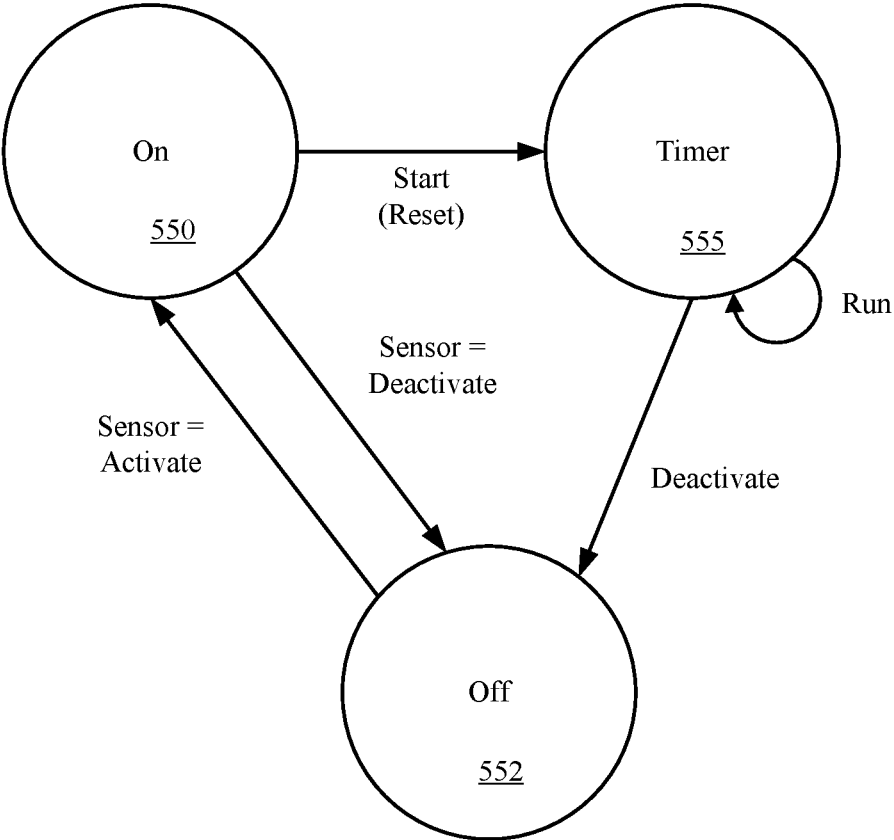 On
550
Start
(Reset)
Timer
555
Run
Sensor =
Deactivate
Sensor =
Activate
Deactivate
Off
552